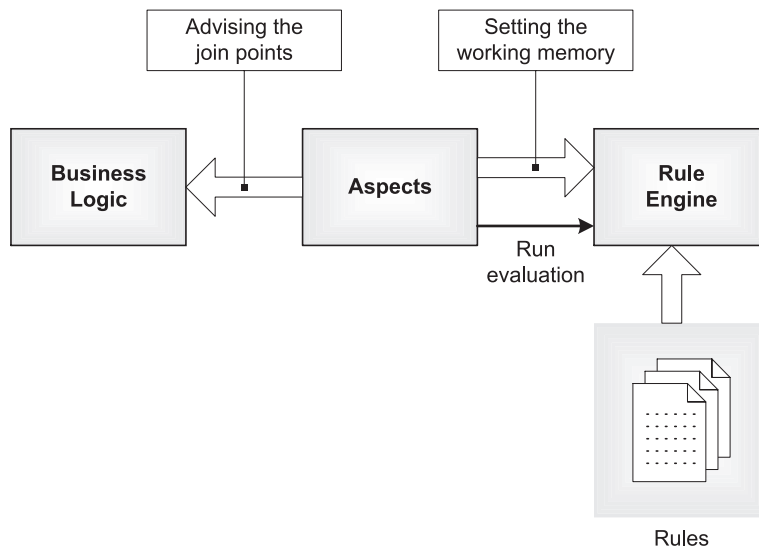 Advising the
join points
Setting the
working memory
Business
Logic
Aspects
Rule
Engine
Run
evaluation
Rules